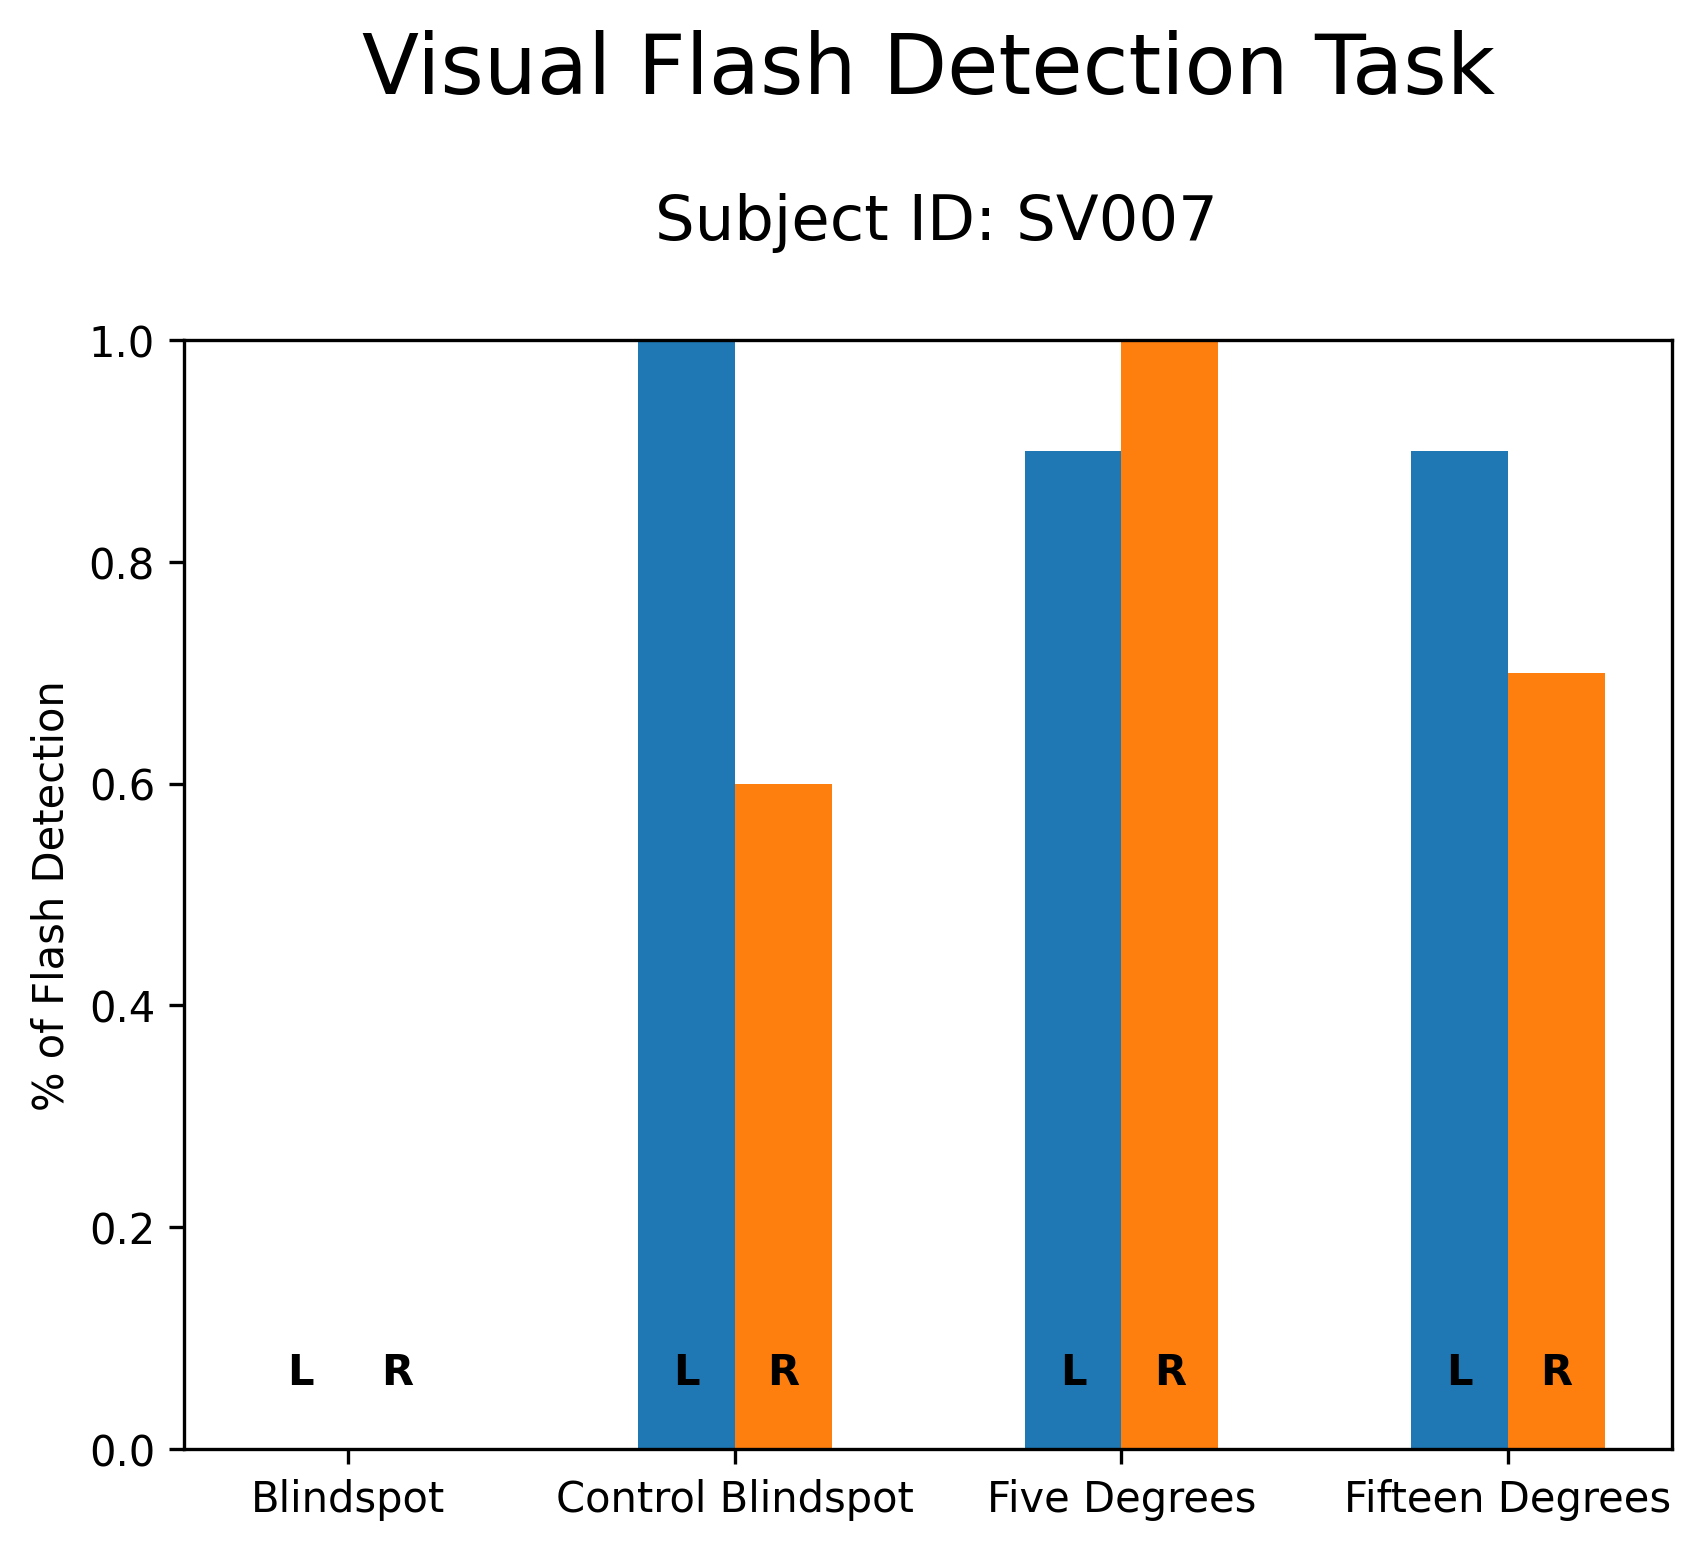 Visual Flash Detection Task
Subject ID: SV007
1.0
0.8
0.6
0.4
0.2
0.0
% of Flash Detection
L R L R L R L R
Blindspot Control Blindspot Five Degrees Fifteen Degrees